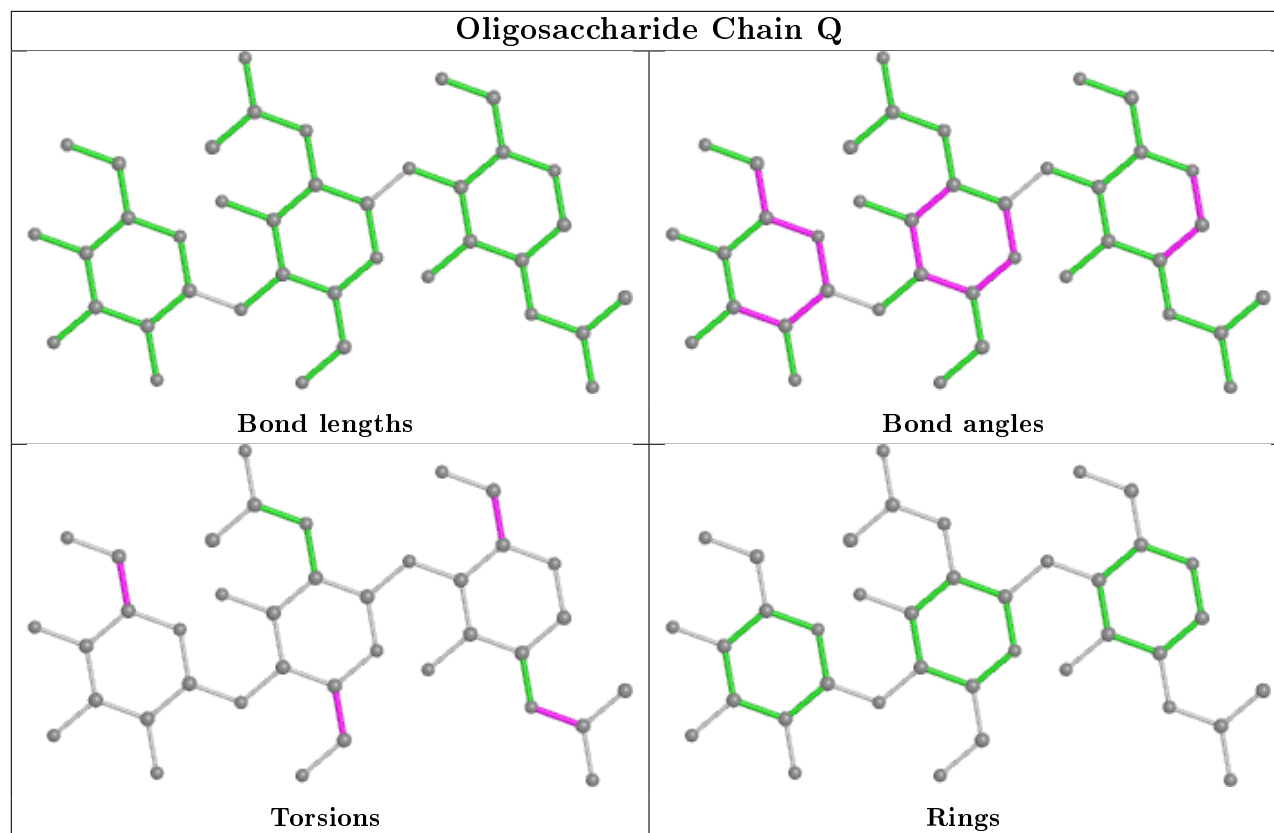 Oligosaccharide Chain Q
Bond lengths
Bond angles
Torsions
Rings